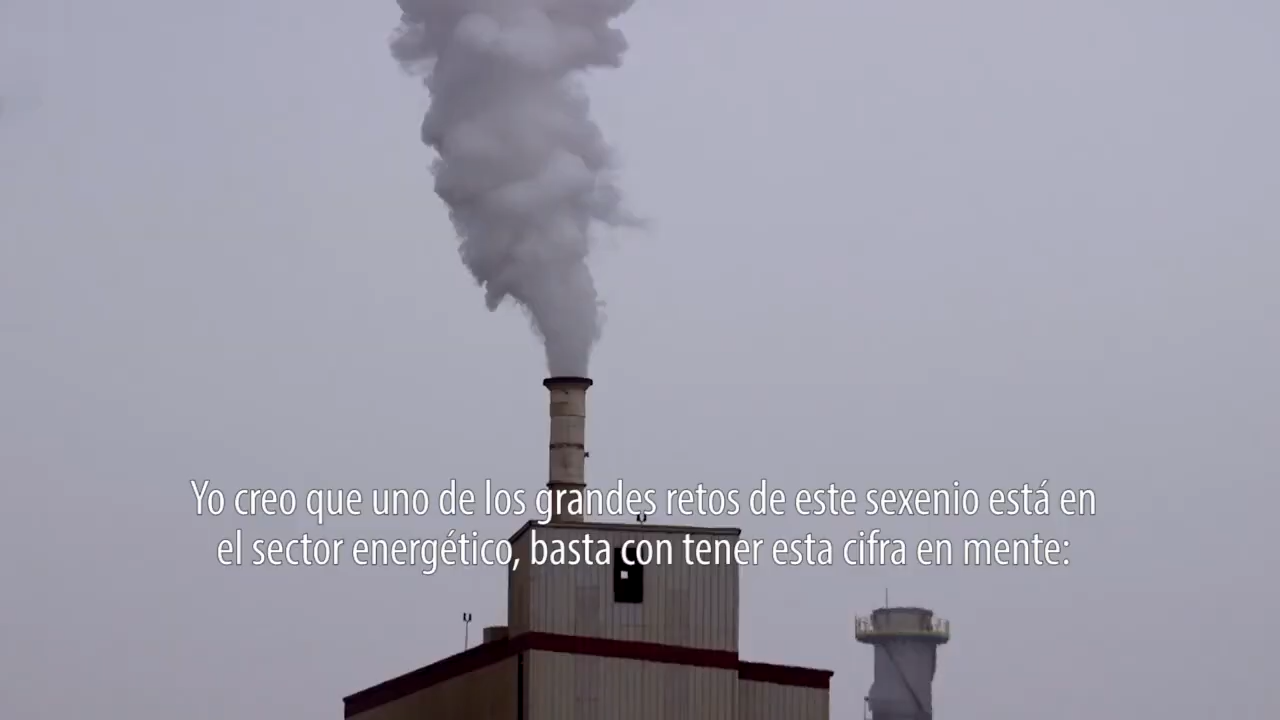 Yo creo que uno de los grandes retos de este sexenio está en
el sector energético, basta con tener esta cifra en mente: